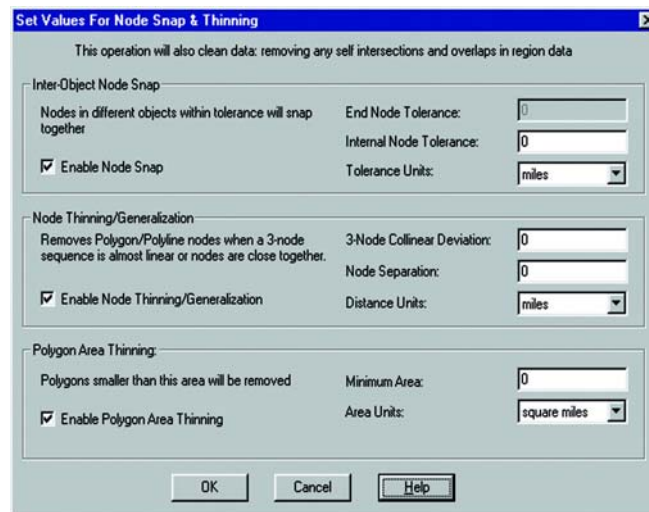 Set Values For Node Snap & Thinning
This operation will also clean data: removing any self intersections and overlaps in region data
Inter-Object Node Snap
Nodes in different objects within tolerance will snap
together
Enable Node Snap
End Node Tolerance: 0
Internal Node Tolerance: 0
Tolerance Units: miles
Node Thinning/Generalization
Removes Polygon/Polyline nodes when a 3-node
sequence is almost linear or nodes are close together.
Enable Node Thinning/Generalization
3-Node Collinear Deviation: 0
Node Separation: 0
Distance Units: miles
Polygon Area Thinning:
Polygons smaller than this area will be removed
Enable Polygon Area Thinning
Minimum Area: 0
Area Units: square miles
OK Cancel Help